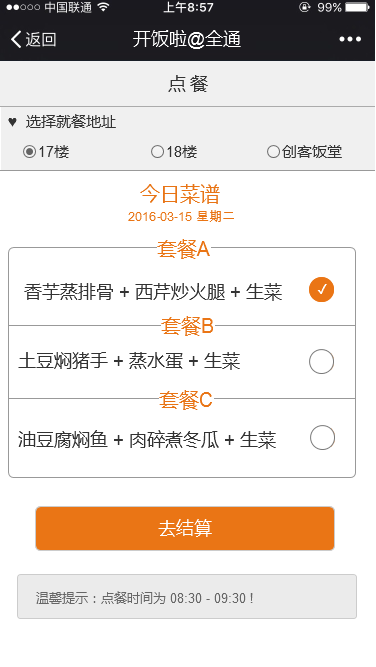 中国联通 上午8:57 99%
返回 开饭啦@全通
点餐
♥ 选择就餐地址
17楼 18楼 创客饭堂
今日菜谱
2016-03-15 星期二
套餐A
香芋蒸排骨 + 西芹炒火腿 + 生菜
套餐B
土豆焖猪手 + 蒸水蛋 + 生菜
套餐C
油豆腐焖鱼 + 肉碎煮冬瓜 + 生菜
去结算
温馨提示：点餐时间为 08:30 - 09:30！